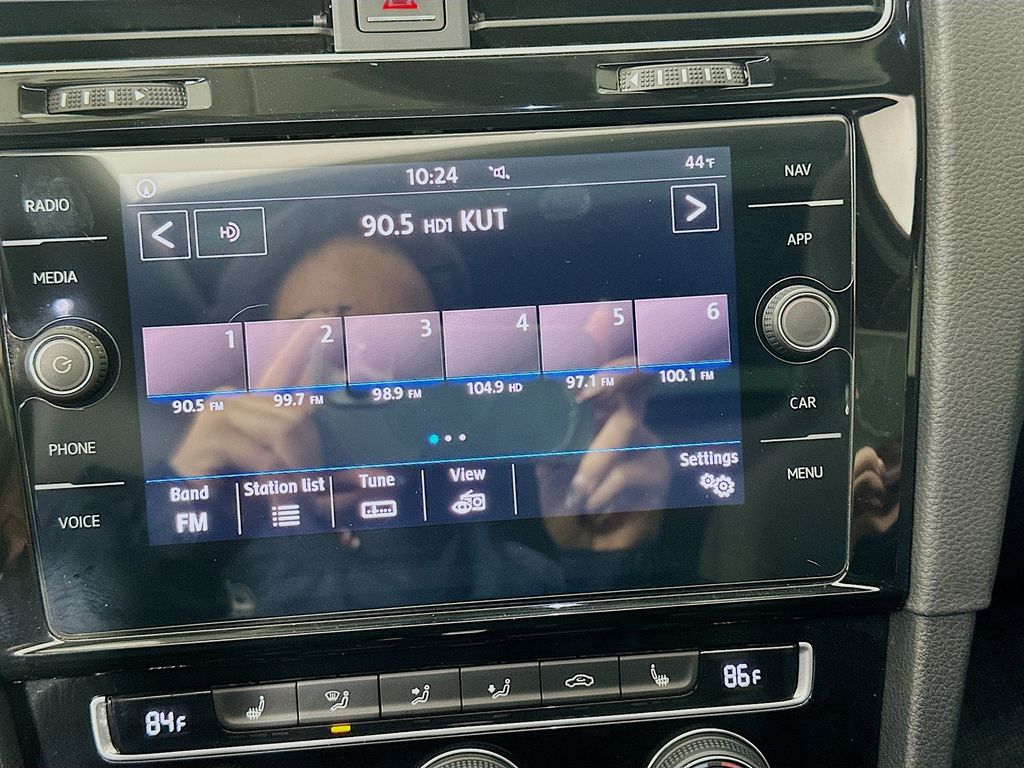 RADIO
MEDIA
PHONE
VOICE
10:24
44°F
HD
90.5 HD1 KUT
1
2
3
4
5
6
90.5 FM
99.7 FM
98.9 FM
104.9 HD
97.1 FM
100.1 FM
Band
FM
Station list
Tune
View
Settings
NAV
APP
CAR
MENU
84F
86F